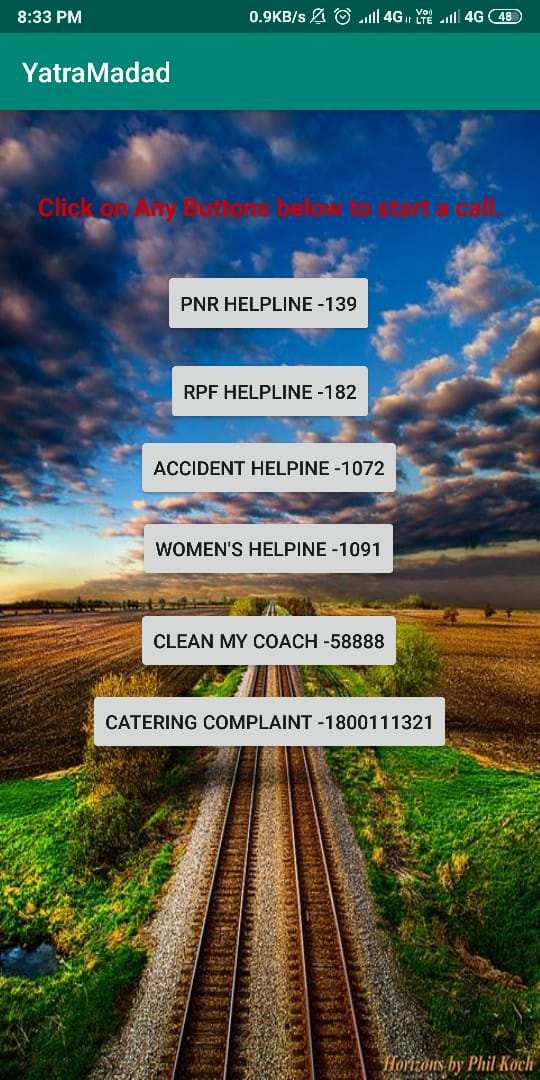 8:33 PM 0.9KB/s 4G Vo) LTE 4G 48
YatraMadad
Click on Any Buttons below to start a call.
PNR HELPLINE -139
RPF HELPLINE -182
ACCIDENT HELPINE -1072
WOMEN'S HELPINE -1091
CLEAN MY COACH -58888
CATERING COMPLAINT -1800111321
Horizons by Phil Koch